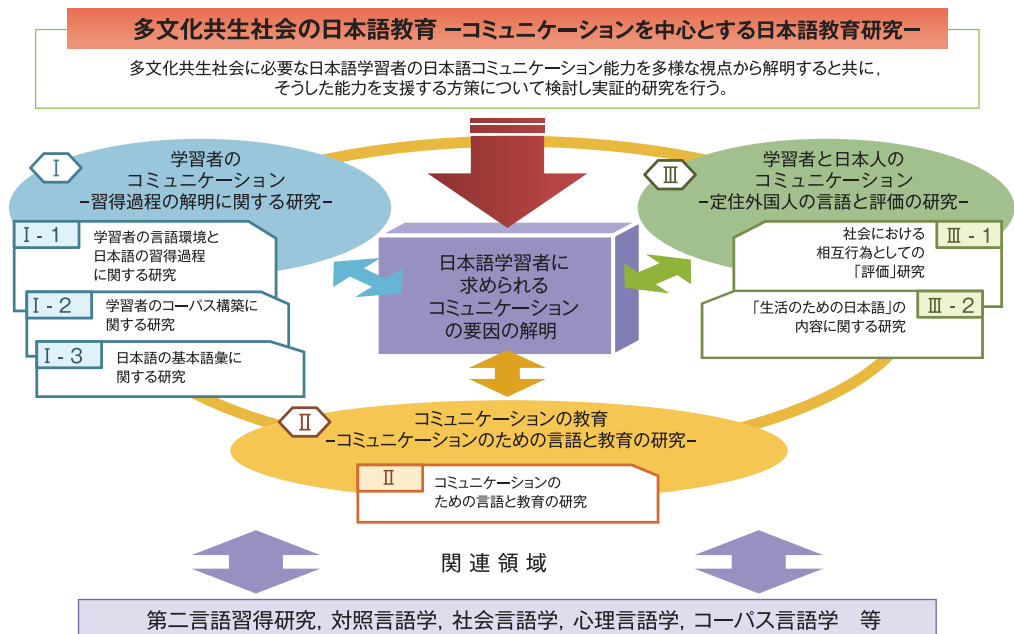 多文化共生社会の日本語教育 −コミュニケーションを中心とする日本語教育研究−
多文化共生社会に必要な日本語学習者の日本語コミュニケーション能力を多様な視点から解明すると共に,
そうした能力を支援する方策について検討し実証的研究を行う。
Ⅰ
学習者の
コミュニケーション
−習得過程の解明に関する研究−
Ⅰ-1
学習者の言語環境と
日本語の習得過程
に関する研究
Ⅰ-2
学習者のコーパス構築に
関する研究
Ⅰ-3
日本語の基本語彙に
関する研究
日本語学習者に
求められる
コミュニケーション
の要因の解明
Ⅲ
学習者と日本人の
コミュニケーション
−定住外国人の言語と評価の研究−
Ⅲ-1
社会における
相互行為としての
「評価」研究
Ⅲ-2
「生活のための日本語」の
内容に関する研究
Ⅱ
コミュニケーションの教育
−コミュニケーションのための言語と教育の研究−
Ⅱ
コミュニケーションの
ための言語と教育の研究
関連領域
第二言語習得研究, 対照言語学, 社会言語学, 心理言語学, コーパス言語学　等